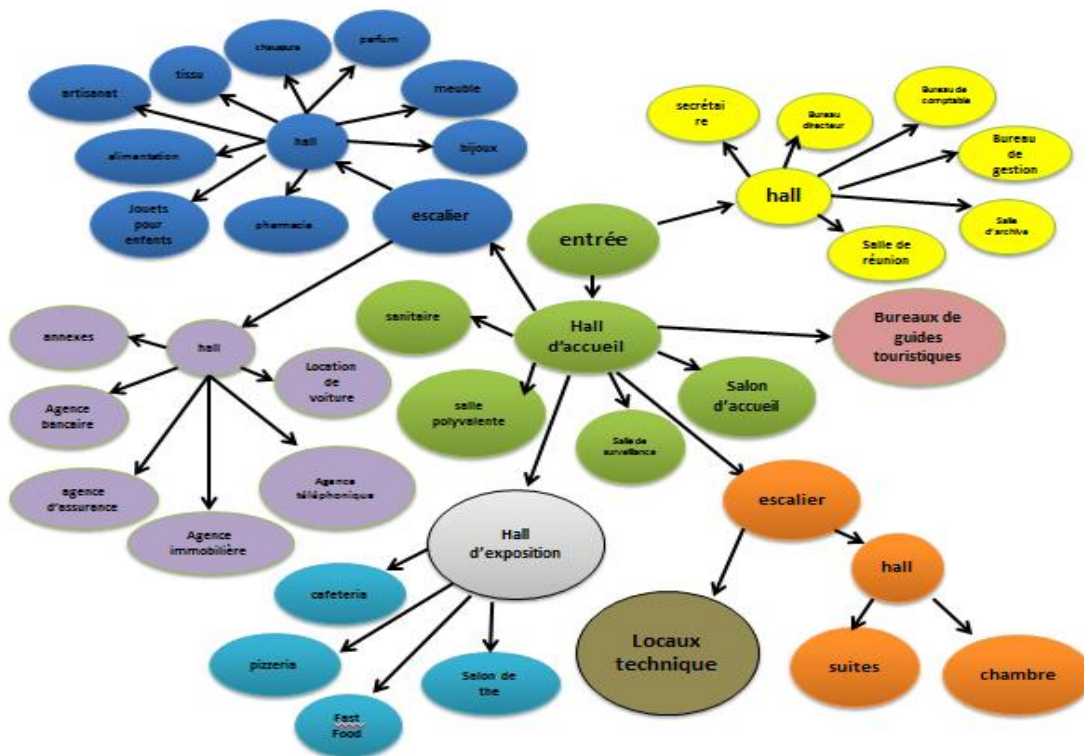 chaussure
parfum
tissu
artisanat
meuble
hall
alimentation
bijoux
Jouets
pour
enfants
pharmacie
escalier
secrétai
re
Bureau
directeur
Bureau de
comptable
Bureau
de
gestion
hall
Salle
d'archive
Salle de
réunion
entrée
sanitaire
Hall
d'accueil
Bureaux de
guides
touristiques
annexes
hall
Location
de
voiture
Agence
bancaire
salle
polyvalente
Salon
d'accueil
Salle de
surveillance
agence
d'assurance
Agence
téléphonique
Agence
immobilière
escalier
Hall
d'exposition
hall
cafeteria
pizzeria
Salon de
the
Fast
Food
Locaux
technique
suites
chambre